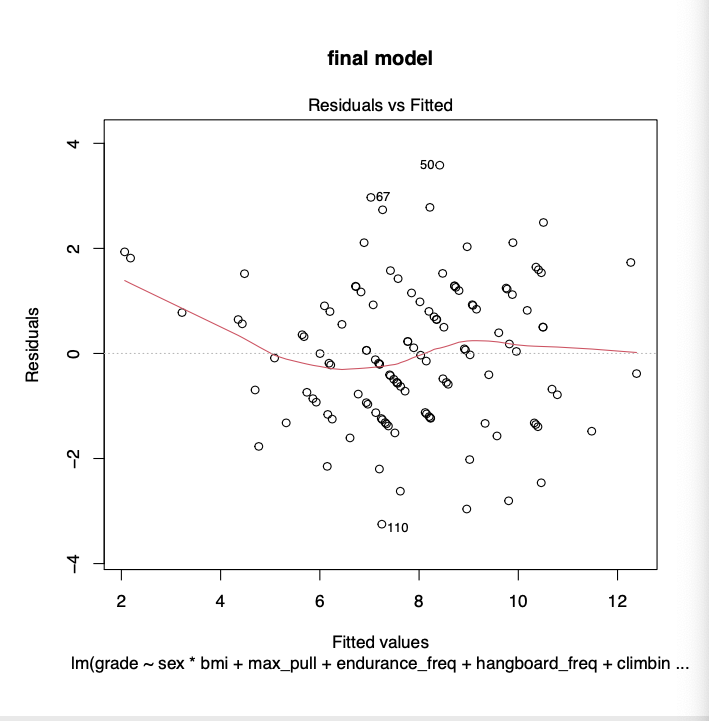 final model
Residuals vs Fitted
4
50
67
2
0
Residuals
-2
110
-4
2 4 6 8 10 12
Fitted values
lm(grade ~ sex * bmi + max_pull + endurance_freq + hangboard_freq + climbin ...